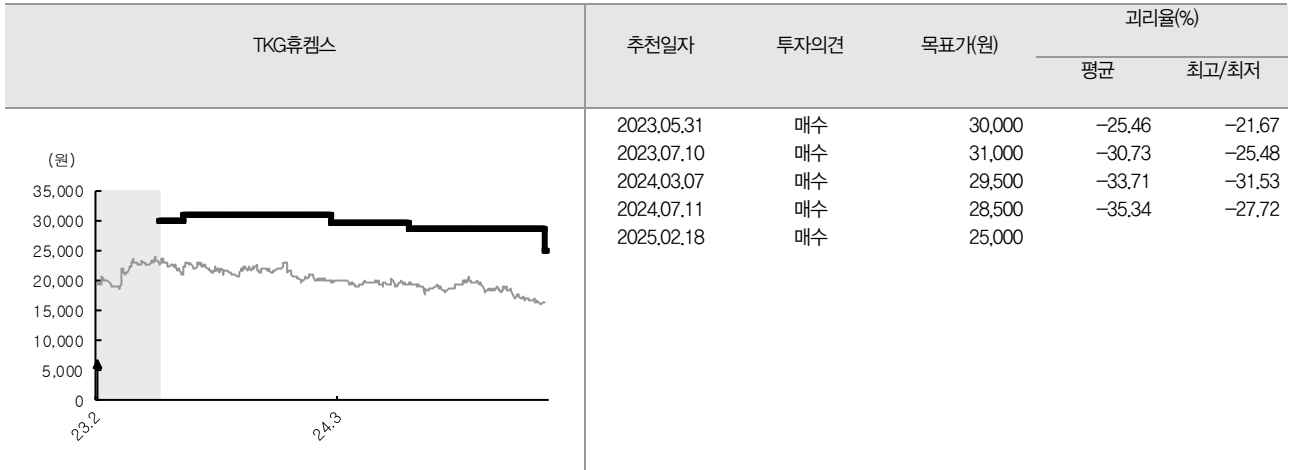 TKG휴켐스 추천일자 투자의견 목표가(원) 괴리율(%)
평균 최고/최저
2023.05.31 매수 30,000 -25.46 -21.67
2023.07.10 매수 31,000 -30.73 -25.48
2024.03.07 매수 29,500 -33.71 -31.53
2024.07.11 매수 28,500 -35.34 -27.72
2025.02.18 매수 25,000
(원)
35,000
30,000
25,000
20,000
15,000
10,000
5,000
0
23.2
24.3